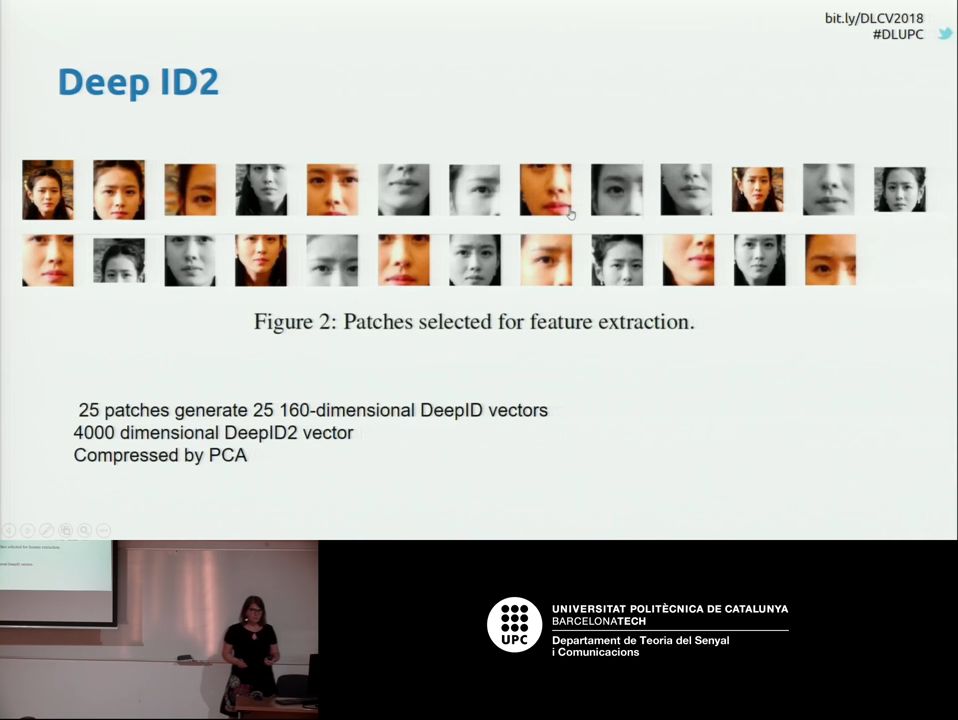 bit.ly/DLCV2018
#DLUPC
Deep ID2
Figure 2: Patches selected for feature extraction.
25 patches generate 25 160-dimensional DeepID vectors
4000 dimensional DeepID2 vector
Compressed by PCA
UPC
UNIVERSITAT POLITÈCNICA DE CATALUNYA
BARCELONATECH
Departament de Teoria del Senyal
i Comunicacions